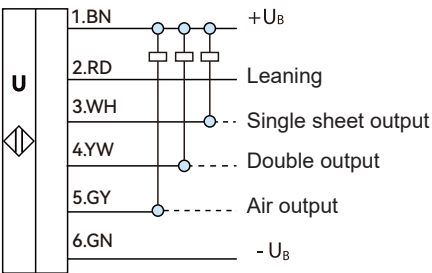 1.BN +UB
2.RD Leaning
U
3.WH Single sheet output
4.YW Double output
5.GY Air output
6.GN -UB